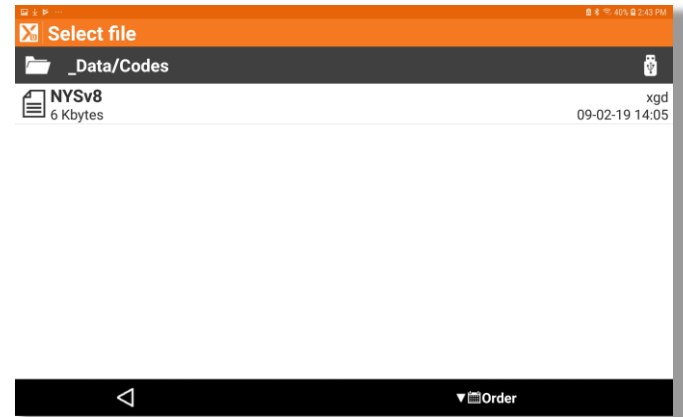 40% 2:43 PM
Select file
_Data/Codes
NYSv8 xgd
6 Kbytes 09-02-19 14:05
▼Order